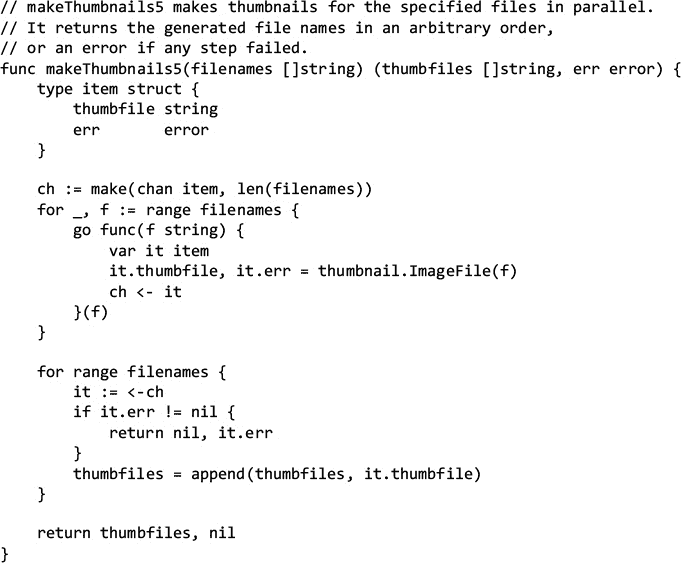 // makeThumbnails5 makes thumbnails for the specified files in parallel.
// It returns the generated file names in an arbitrary order,
// or an error if any step failed.
func makeThumbnails5(filenames []string) (thumbfiles []string, err error) {
    type item struct {
        thumbfile string
        err       error
    }

    ch := make(chan item, len(filenames))
    for _, f := range filenames {
        go func(f string) {
            var it item
            it.thumbfile, it.err = thumbnail.ImageFile(f)
            ch <- it
        }(f)
    }

    for range filenames {
        it := <-ch
        if it.err != nil {
            return nil, it.err
        }
        thumbfiles = append(thumbfiles, it.thumbfile)
    }

    return thumbfiles, nil
}